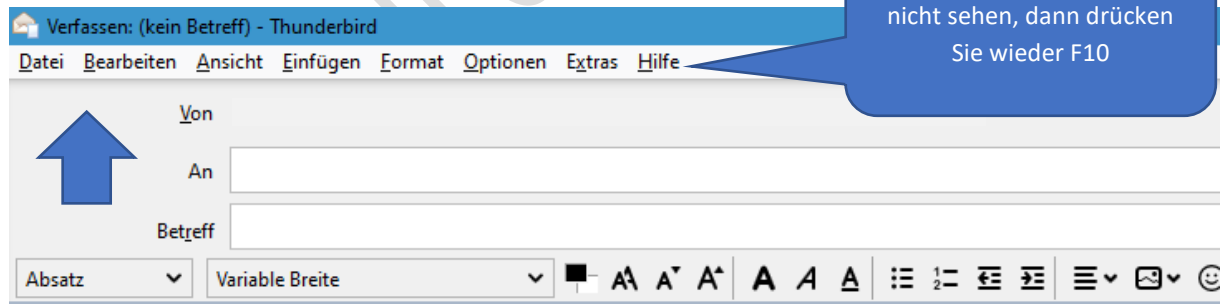 nicht sehen, dann drücken
Sie wieder F10
Verfassen: (kein Betreff) - Thunderbird
Datei Bearbeiten Ansicht Einfügen Format Optionen Extras Hilfe
Von
An
Betreff
Absatz Variable Breite